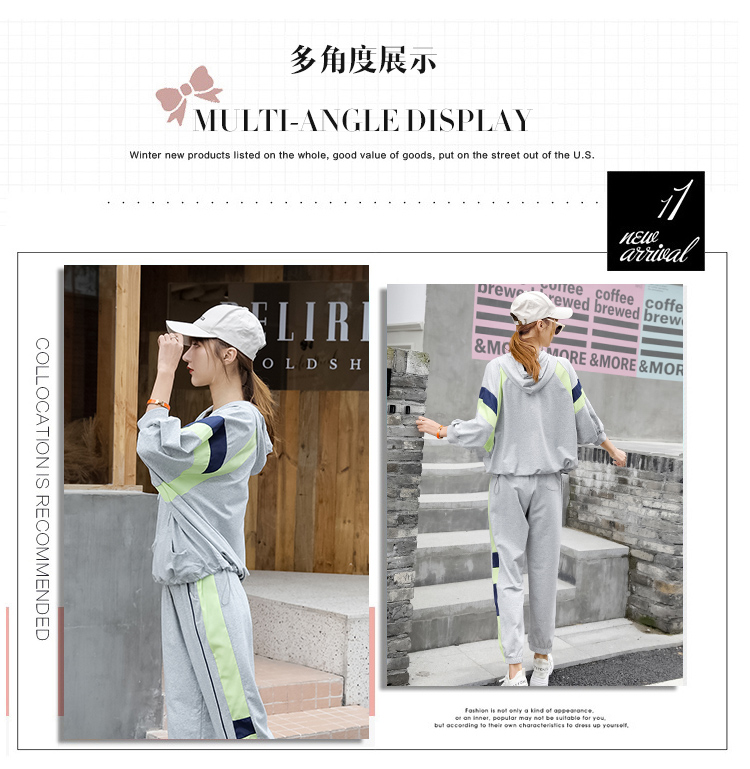 多角度展示
MULTI-ANGLE DISPLAY
Winter new products listed on the whole, good value of goods, put on the street out of the U.S.
11
new
arrival
COLLOCATION IS RECOMMENDED
OLDSH
coffee
brewed
brewed
coffee
brewed
coffee
brewed
&MORE
&MORE
&MORE
&MOR
Fashion is not only a kind of appearance,
or an inner, popular may not be suitable for you,
but according to their own characteristics to dress up yourself,